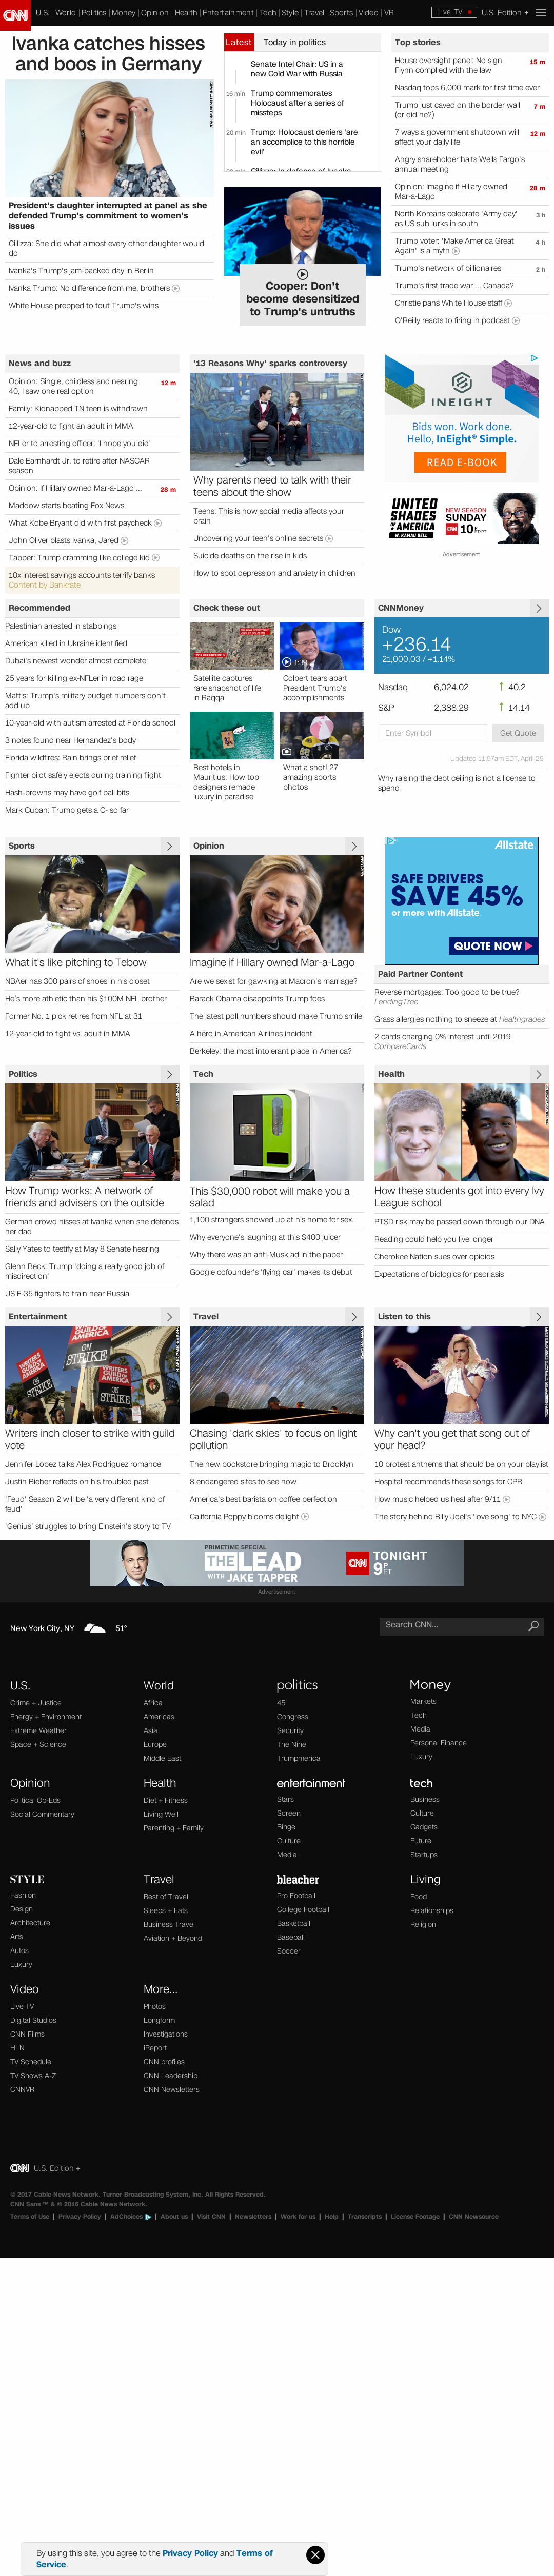 CNN
U.S. World Politics Money Opinion Health Entertainment Tech Style Travel Sports Video VR
Live TV
U.S. Edition +
Ivanka catches hisses
and boos in Germany
President's daughter interrupted at panel as she
defended Trump's commitment to women's
issues
Cillizza: She did what almost every other daughter would
do
Ivanka's Trump's jam-packed day in Berlin
Ivanka Trump: No difference from me, brothers
White House prepped to tout Trump's wins
Latest
Today in politics
Senate Intel Chair: US in a
new Cold War with Russia
16 min
Trump commemorates
Holocaust after a series of
missteps
20 min
Trump: Holocaust deniers 'are
an accomplice to this horrible
evil'
Cillizza: In defense of Ivanka
Cooper: Don't
become desensitized
to Trump's untruths
Top stories
House oversight panel: No sign
Flynn complied with the law
15 m
Nasdaq tops 6,000 mark for first time ever
Trump just caved on the border wall
(or did he?)
7 m
7 ways a government shutdown will
affect your daily life
12 m
Angry shareholder halts Wells Fargo's
annual meeting
Opinion: Imagine if Hillary owned
Mar-a-Lago
28 m
North Koreans celebrate 'Army day'
as US sub lurks in south
3 h
Trump voter: 'Make America Great
Again' is a myth
4 h
Trump's network of billionaires
2 h
Trump's first trade war ... Canada?
Christie pans White House staff
O'Reilly reacts to firing in podcast
News and buzz
Opinion: Single, childless and nearing
40, I saw one real option
12 m
Family: Kidnapped TN teen is withdrawn
12-year-old to fight an adult in MMA
NFLer to arresting officer: 'I hope you die'
Dale Earnhardt Jr. to retire after NASCAR
season
Opinion: If Hillary owned Mar-a-Lago ...
28 m
Maddow starts beating Fox News
What Kobe Bryant did with first paycheck
John Oliver blasts Ivanka, Jared
Tapper: Trump cramming like college kid
10x interest savings accounts terrify banks
Content by Bankrate
'13 Reasons Why' sparks controversy
Why parents need to talk with their
teens about the show
Teens: This is how social media affects your
brain
Uncovering your teen's online secrets
Suicide deaths on the rise in kids
How to spot depression and anxiety in children
INEIGHT
Bids won. Work done.
Hello, InEight® Simple.
READ E-BOOK
UNITED
SHADES
OF AMERICA
W. KAMAU BELL
NEW SEASON
SUNDAY
CNN 10 P ET/PT
Advertisement
Recommended
Palestinian arrested in stabbings
American killed in Ukraine identified
Dubai's newest wonder almost complete
25 years for killing ex-NFLer in road rage
Mattis: Trump's military budget numbers don't
add up
10-year-old with autism arrested at Florida school
3 notes found near Hernandez's body
Florida wildfires: Rain brings brief relief
Fighter pilot safely ejects during training flight
Hash-browns may have golf ball bits
Mark Cuban: Trump gets a C- so far
Check these out
Satellite captures
rare snapshot of life
in Raqqa
Colbert tears apart
President Trump's
accomplishments
Best hotels in
Mauritius: How top
designers remade
luxury in paradise
What a shot! 27
amazing sports
photos
CNNMoney
Dow
+236.14
21,000.03 / +1.14%
Nasdaq 6,024.02 ↑ 40.2
S&P 2,388.29 ↑ 14.14
Enter Symbol
Get Quote
Updated 11:57am EDT, April 25
Why raising the debt ceiling is not a license to
spend
Sports
What it's like pitching to Tebow
NBAer has 300 pairs of shoes in his closet
He's more athletic than his $100M NFL brother
Former No. 1 pick retires from NFL at 31
12-year-old to fight vs. adult in MMA
Opinion
Imagine if Hillary owned Mar-a-Lago
Are we sexist for gawking at Macron's marriage?
Barack Obama disappoints Trump foes
The latest poll numbers should make Trump smile
A hero in American Airlines incident
Berkeley: the most intolerant place in America?
Allstate.
SAFE DRIVERS
SAVE 45%
or more with Allstate
QUOTE NOW
Paid Partner Content
Reverse mortgages: Too good to be true?
LendingTree
Grass allergies nothing to sneeze at Healthgrades
2 cards charging 0% interest until 2019
CompareCards
Politics
How Trump works: A network of
friends and advisers on the outside
German crowd hisses at Ivanka when she defends
her dad
Sally Yates to testify at May 8 Senate hearing
Glenn Beck: Trump 'doing a really good job of
misdirection'
US F-35 fighters to train near Russia
Tech
This $30,000 robot will make you a
salad
1,100 strangers showed up at his home for sex.
Why everyone's laughing at this $400 juicer
Why there was an anti-Musk ad in the paper
Google cofounder's 'flying car' makes its debut
Health
How these students got into every Ivy
League school
PTSD risk may be passed down through our DNA
Reading could help you live longer
Cherokee Nation sues over opioids
Expectations of biologics for psoriasis
Entertainment
WRITERS GUILD OF AMERICA
ON STRIKE
Writers inch closer to strike with guild
vote
Jennifer Lopez talks Alex Rodriguez romance
Justin Bieber reflects on his troubled past
'Feud' Season 2 will be 'a very different kind of
feud'
'Genius' struggles to bring Einstein's story to TV
Travel
Chasing 'dark skies' to focus on light
pollution
The new bookstore bringing magic to Brooklyn
8 endangered sites to see now
America's best barista on coffee perfection
California Poppy blooms delight
Listen to this
Why can't you get that song out of
your head?
10 protest anthems that should be on your playlist
Hospital recommends these songs for CPR
How music helped us heal after 9/11
The story behind Billy Joel's 'love song' to NYC
PRIMETIME SPECIAL
THE LEAD
WITH JAKE TAPPER
CNN TONIGHT
9P ET
Advertisement
New York City, NY 51°
Search CNN...
U.S.
Crime + Justice
Energy + Environment
Extreme Weather
Space + Science
World
Africa
Americas
Asia
Europe
Middle East
politics
45
Congress
Security
The Nine
Trumpmerica
Money
Markets
Tech
Media
Personal Finance
Luxury
Opinion
Political Op-Eds
Social Commentary
Health
Diet + Fitness
Living Well
Parenting + Family
entertainment
Stars
Screen
Binge
Culture
Media
tech
Business
Culture
Gadgets
Future
Startups
STYLE
Fashion
Design
Architecture
Arts
Autos
Luxury
Travel
Best of Travel
Sleeps + Eats
Business Travel
Aviation + Beyond
bleacher
Pro Football
College Football
Basketball
Baseball
Soccer
Living
Food
Relationships
Religion
Video
Live TV
Digital Studios
CNN Films
HLN
TV Schedule
TV Shows A-Z
CNNVR
More...
Photos
Longform
Investigations
iReport
CNN profiles
CNN Leadership
CNN Newsletters
CNN U.S. Edition +
© 2017 Cable News Network. Turner Broadcasting System, Inc. All Rights Reserved.
CNN Sans ™ & © 2016 Cable News Network.
Terms of Use | Privacy Policy | AdChoices | About us | Visit CNN | Newsletters | Work for us | Help | Transcripts | License Footage | CNN Newsource
By using this site, you agree to the Privacy Policy and Terms of
Service.